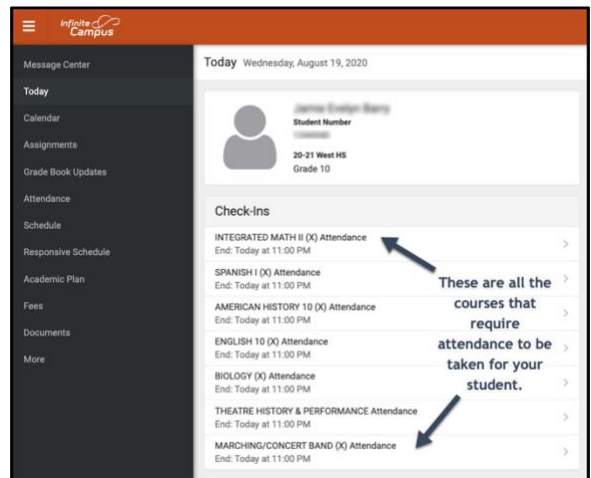 Infinite
Campus
Message Center
Today
Calendar
Assignments
Grade Book Updates
Attendance
Schedule
Responsive Schedule
Academic Plan
Fees
Documents
More
Today Wednesday, August 19, 2020
Student Number
20-21 West HS
Grade 10
Check-Ins
INTEGRATED MATH II (X) Attendance
End: Today at 11:00 PM
SPANISH I (X) Attendance
End: Today at 11:00 PM
AMERICAN HISTORY 10 (X) Attendance
End: Today at 11:00 PM
ENGLISH 10 (X) Attendance
End: Today at 11:00 PM
BIOLOGY (X) Attendance
End: Today at 11:00 PM
THEATRE HISTORY & PERFORMANCE Attendance
End: Today at 11:00 PM
MARCHING/CONCERT BAND (X) Attendance
End: Today at 11:00 PM
These are all the
courses that
require
attendance to be
taken for your
student.